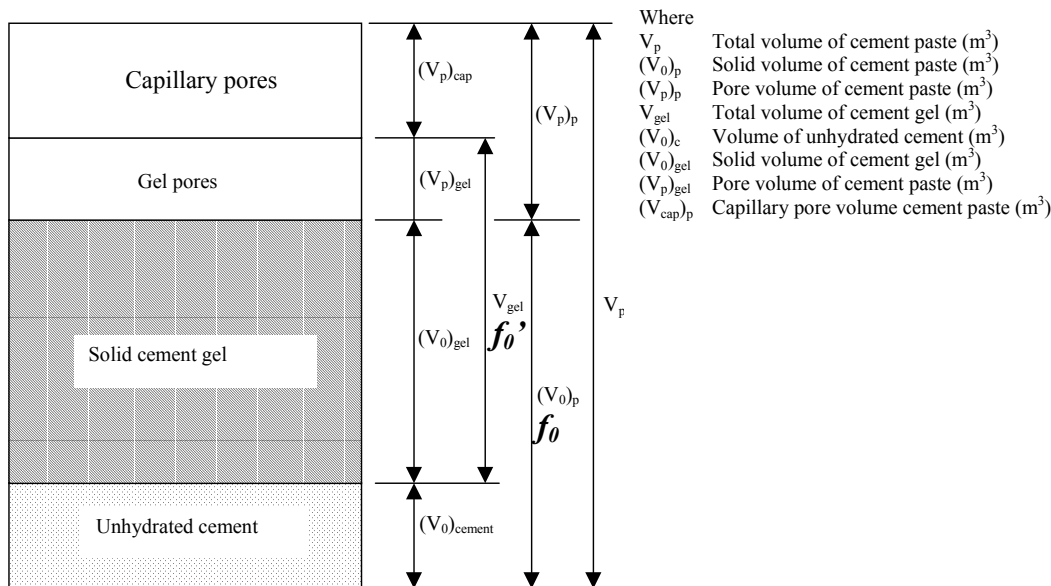 Capillary pores
Gel pores
Solid cement gel
Unhydrated cement
(Vp)cap
(Vp)gel
(V0)gel
(V0)cement
Vgel
f0’
(Vp)p
(V0)p
f0
Vp
Where
Vp Total volume of cement paste (m³)
(V0)p Solid volume of cement paste (m³)
(Vp)p Pore volume of cement paste (m³)
Vgel Total volume of cement gel (m³)
(V0)c Volume of unhydrated cement (m³)
(V0)gel Solid volume of cement gel (m³)
(Vp)gel Pore volume of cement paste (m³)
(Vcap)p Capillary pore volume cement paste (m³)